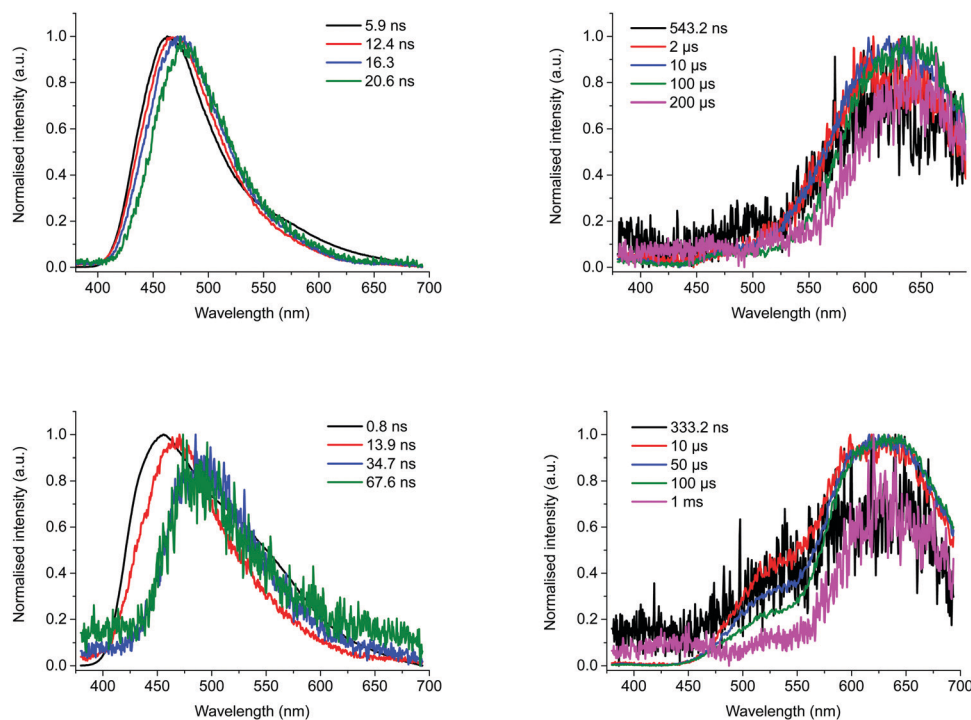 5.9 ns
12.4 ns
16.3
20.6 ns
1.0
0.8
0.6
0.4
0.2
0.0
Normalised intensity (a.u.)
400 450 500 550 600 650 700
Wavelength (nm)
543.2 ns
2 µs
10 µs
100 µs
200 µs
1.0
0.8
0.6
0.4
0.2
0.0
Normalised intensity (a.u.)
400 450 500 550 600 650
Wavelength (nm)
0.8 ns
13.9 ns
34.7 ns
67.6 ns
1.0
0.8
0.6
0.4
0.2
0.0
Normalised intensity (a.u.)
400 450 500 550 600 650 700
Wavelength (nm)
333.2 ns
10 µs
50 µs
100 µs
1 ms
1.0
0.8
0.6
0.4
0.2
0.0
Normalised intensity (a.u.)
400 450 500 550 600 650 700
Wavelength (nm)